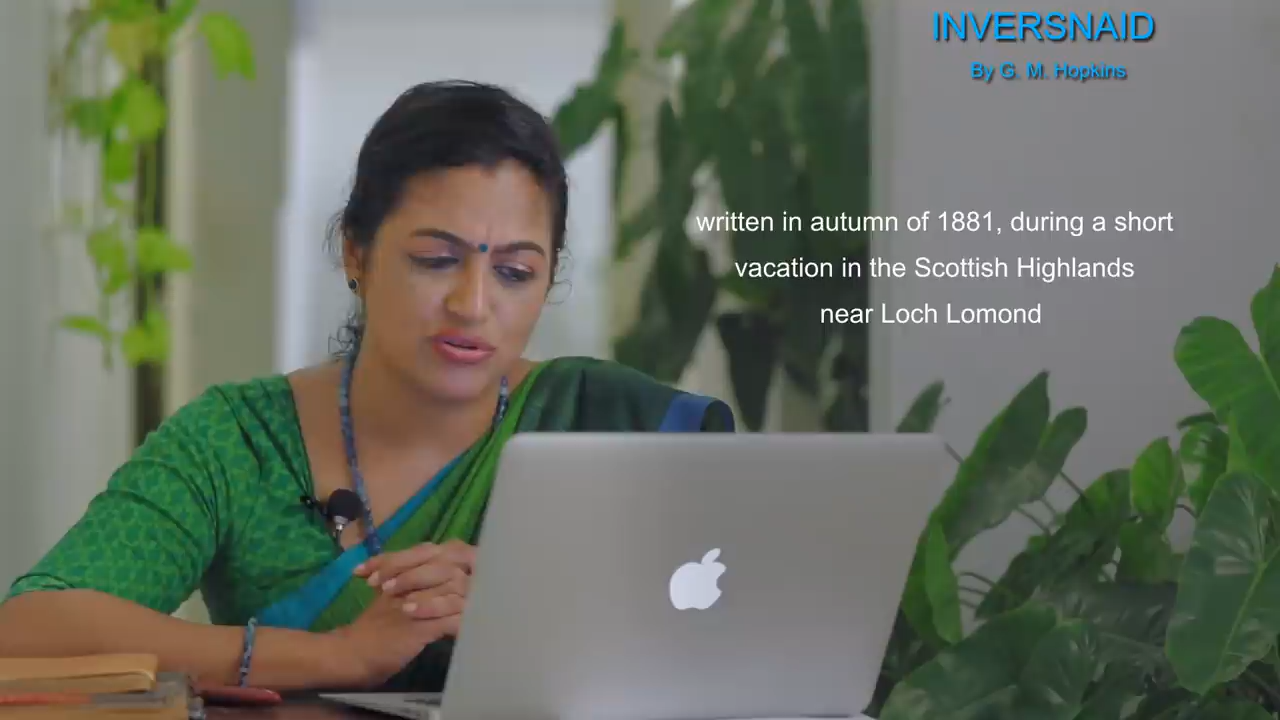 INVERSNAID
By G. M. Hopkins
written in autumn of 1881, during a short
vacation in the Scottish Highlands
near Loch Lomond